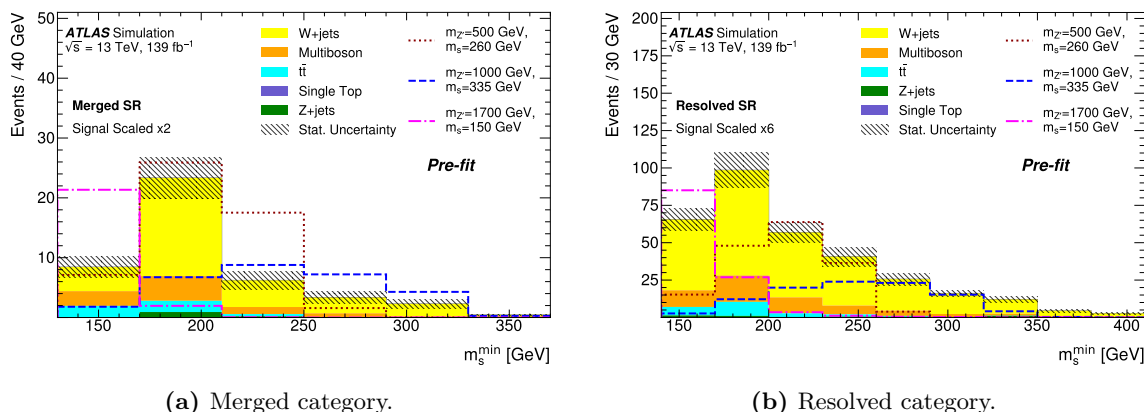 Events / 40 GeV
50
40
30
20
10
ATLAS Simulation
√s = 13 TeV, 139 fb⁻¹
Merged SR
Signal Scaled x2
W+jets
Multiboson
tt̄
Single Top
Z+jets
Stat. Uncertainty
m_Z'=500 GeV,
m_s=260 GeV
m_Z'=1000 GeV,
m_s=335 GeV
m_Z'=1700 GeV,
m_s=150 GeV
Pre-fit
150 200 250 300 350
m_s^min [GeV]
(a) Merged category.
Events / 30 GeV
200
175
150
125
100
75
50
25
ATLAS Simulation
√s = 13 TeV, 139 fb⁻¹
Resolved SR
Signal Scaled x6
W+jets
Multiboson
tt̄
Z+jets
Single Top
Stat. Uncertainty
m_Z'=500 GeV,
m_s=260 GeV
m_Z'=1000 GeV,
m_s=335 GeV
m_Z'=1700 GeV,
m_s=150 GeV
Pre-fit
150 200 250 300 350 400
m_s^min [GeV]
(b) Resolved category.